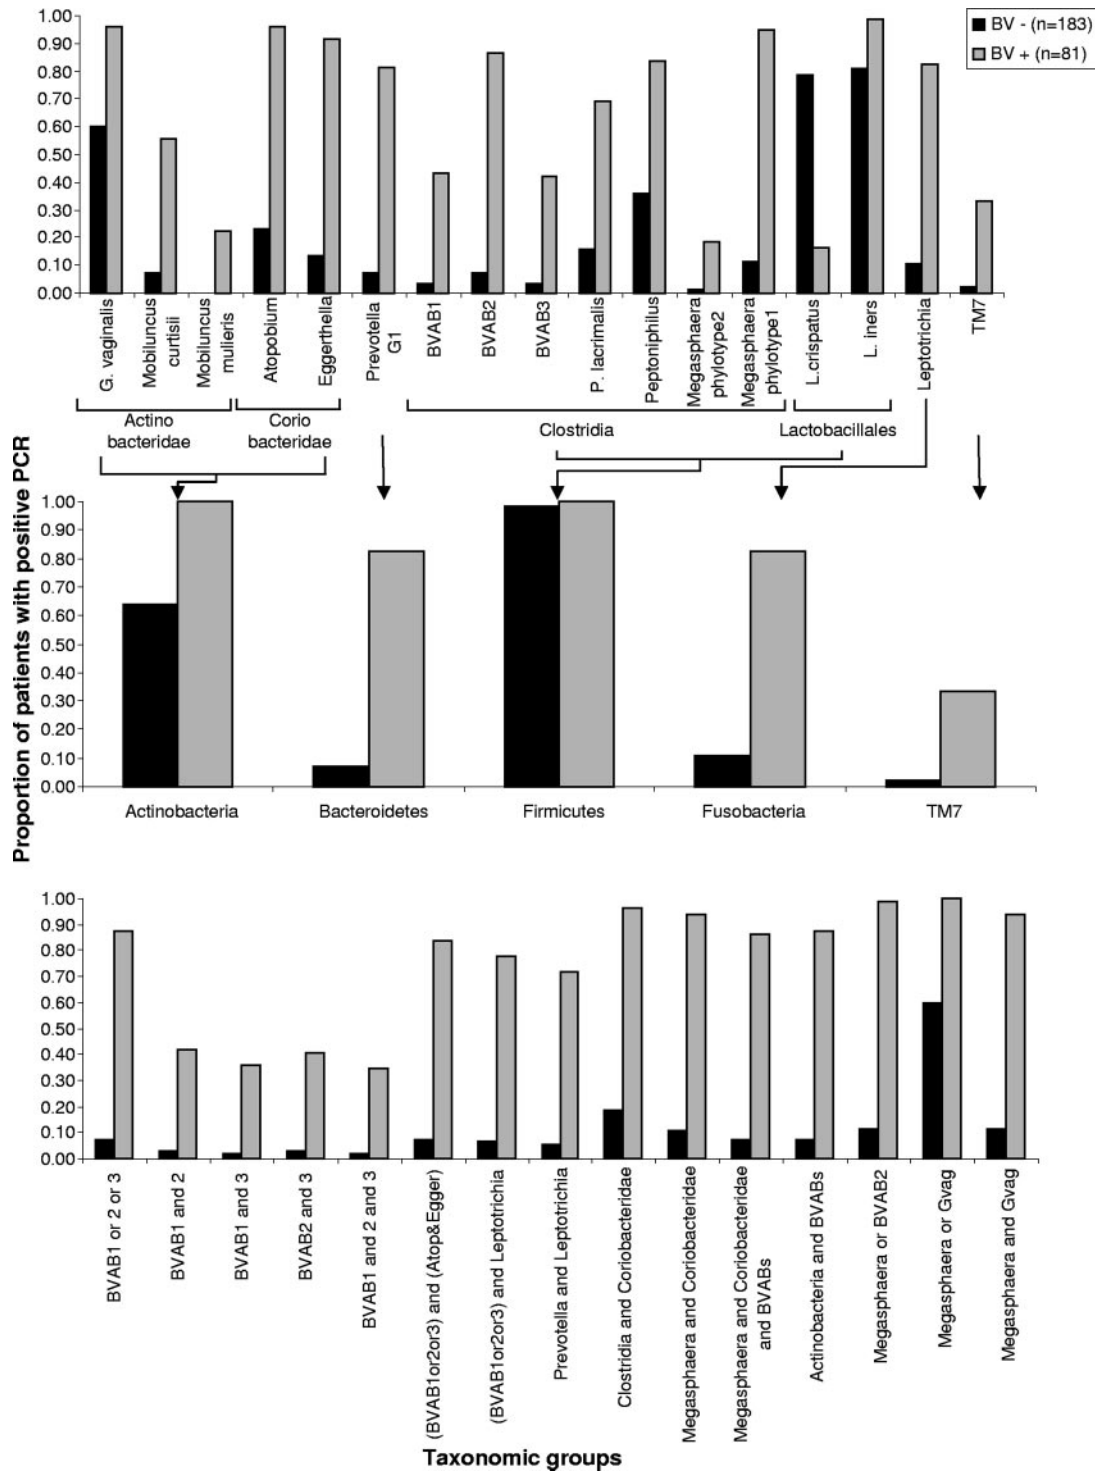 BV - (n=183)
BV + (n=81)
1.00
0.90
0.80
0.70
0.60
0.50
0.40
0.30
0.20
0.10
0.00
G. vaginalis
Mobiluncus
curtisii
Mobiluncus
mulieris
Atopobium
Eggerthella
Prevotella
G1
BVAB1
BVAB2
BVAB3
P. lacrimalis
Peptoniphilus
Megasphaera
phylotype2
Megasphaera
phylotype1
L.crispatus
L. iners
Leptotrichia
TM7
Actino
bacteridae
Corio
bacteridae
Clostridia
Lactobacillales
Proportion of patients with positive PCR
1.00
0.90
0.80
0.70
0.60
0.50
0.40
0.30
0.20
0.10
0.00
Actinobacteria
Bacteroidetes
Firmicutes
Fusobacteria
TM7
1.00
0.90
0.80
0.70
0.60
0.50
0.40
0.30
0.20
0.10
0.00
BVAB1 or 2 or 3
BVAB1 and 2
BVAB1 and 3
BVAB2 and 3
BVAB1 and 2 and 3
(BVAB1or2or3) and (Atop&Egger)
(BVAB1or2or3) and Leptotrichia
Prevotella and Leptotrichia
Clostridia and Coriobacteridae
Megasphaera and Coriobacteridae
Megasphaera and Coriobacteridae
and BVABs
Actinobacteria and BVABs
Megasphaera or BVAB2
Megasphaera or Gvag
Megasphaera and Gvag
Taxonomic groups